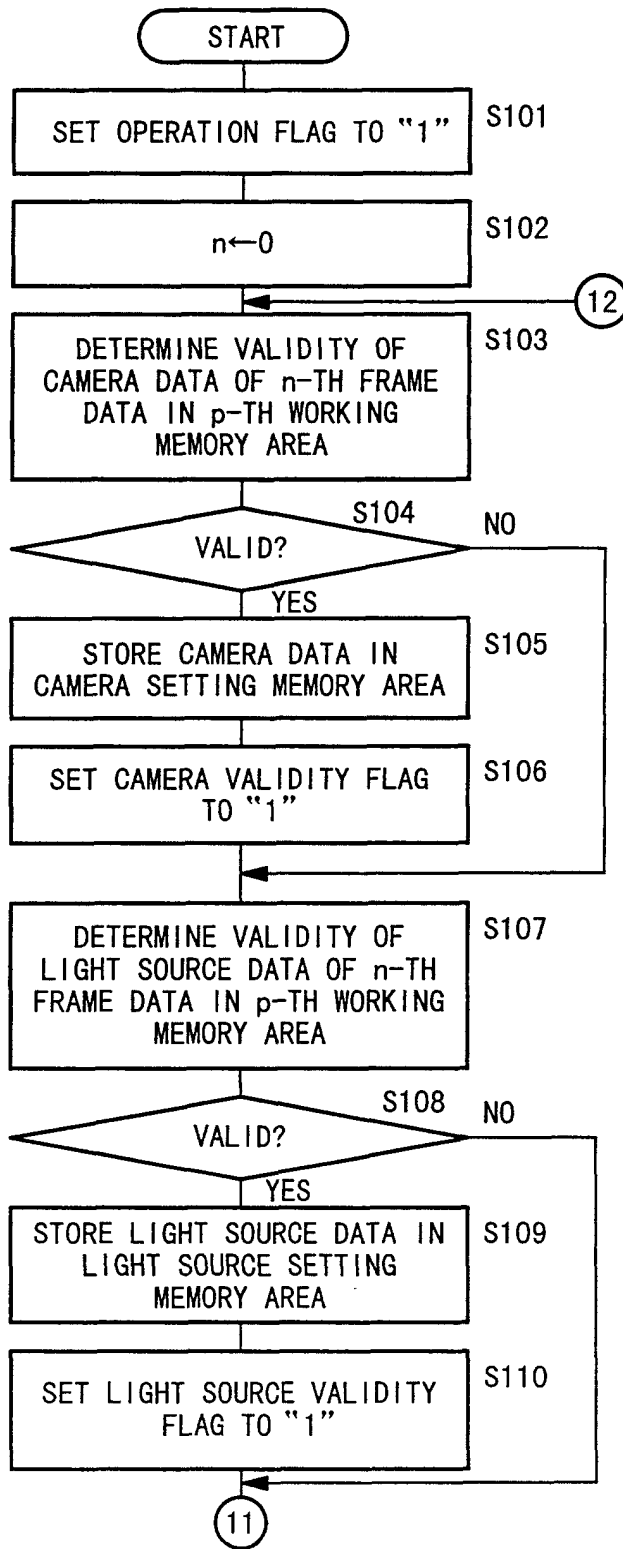 START
SET OPERATION FLAG TO “1”
S101
n←0
S102
12
DETERMINE VALIDITY OF
CAMERA DATA OF n-TH FRAME
DATA IN p-TH WORKING
MEMORY AREA
S103
S104
VALID?
NO
YES
STORE CAMERA DATA IN
CAMERA SETTING MEMORY AREA
S105
SET CAMERA VALIDITY FLAG
TO “1”
S106
DETERMINE VALIDITY OF
LIGHT SOURCE DATA OF n-TH
FRAME DATA IN p-TH WORKING
MEMORY AREA
S107
S108
VALID?
NO
YES
STORE LIGHT SOURCE DATA IN
LIGHT SOURCE SETTING
MEMORY AREA
S109
SET LIGHT SOURCE VALIDITY
FLAG TO “1”
S110
11